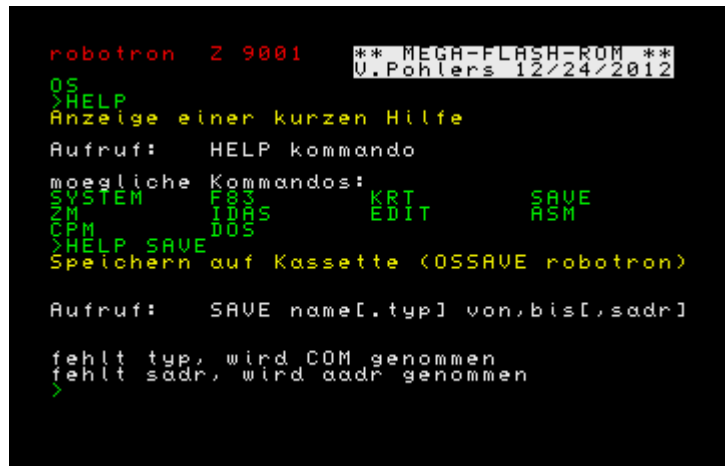 robotron Z 9001 ** MEGA-FLASH-ROM **
V.Pohlers 12/24/2012
OS
>HELP
Anzeige einer kurzen Hilfe
Aufruf: HELP kommando
moegliche Kommandos:
SYSTEM F83 KRT SAVE
ZM IDAS EDIT ASM
CPM DOS
>HELP SAVE
Speichern auf Kassette (OSSAVE robotron)
Aufruf: SAVE name[.typ] von,bis[,sadr]
fehlt typ, wird COM genommen
fehlt sadr, wird aadr genommen
>